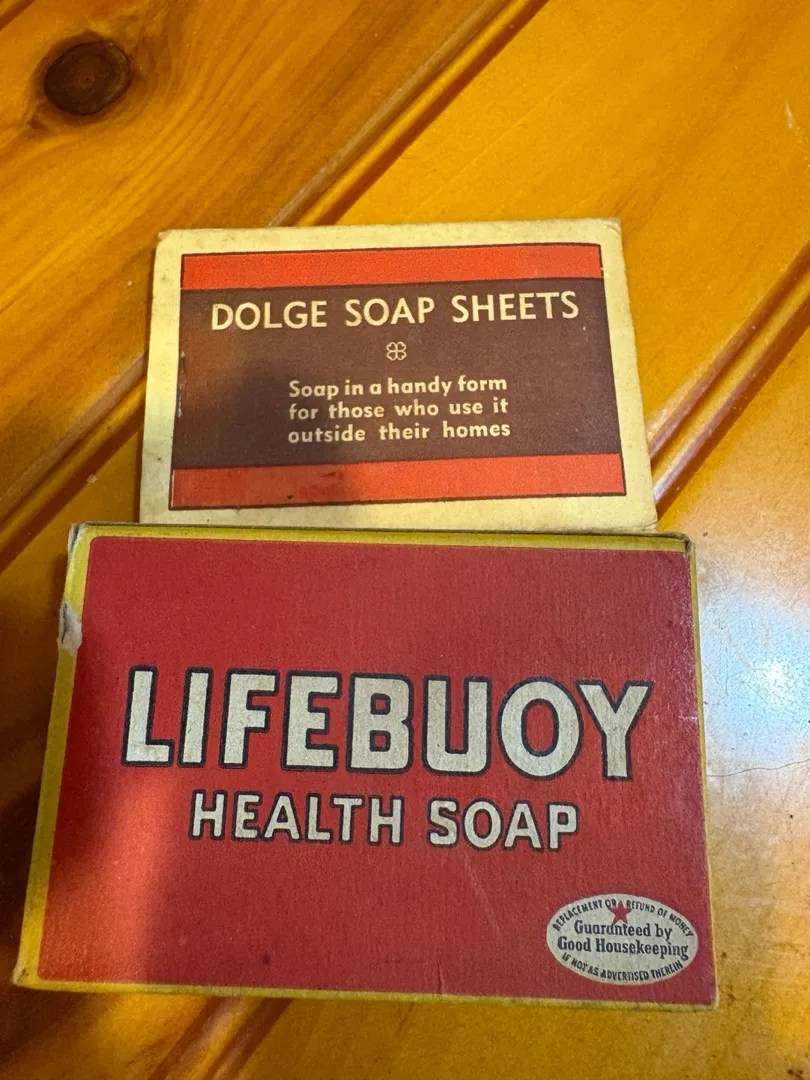 DOLGE SOAP SHEETS
Soap in a handy form
for those who use it
outside their homes
LIFEBUOY
HEALTH SOAP
REPLACEMENT OR REFUND OF MONEY
Guaranteed by
Good Housekeeping
IF NOT AS ADVERTISED THEREIN